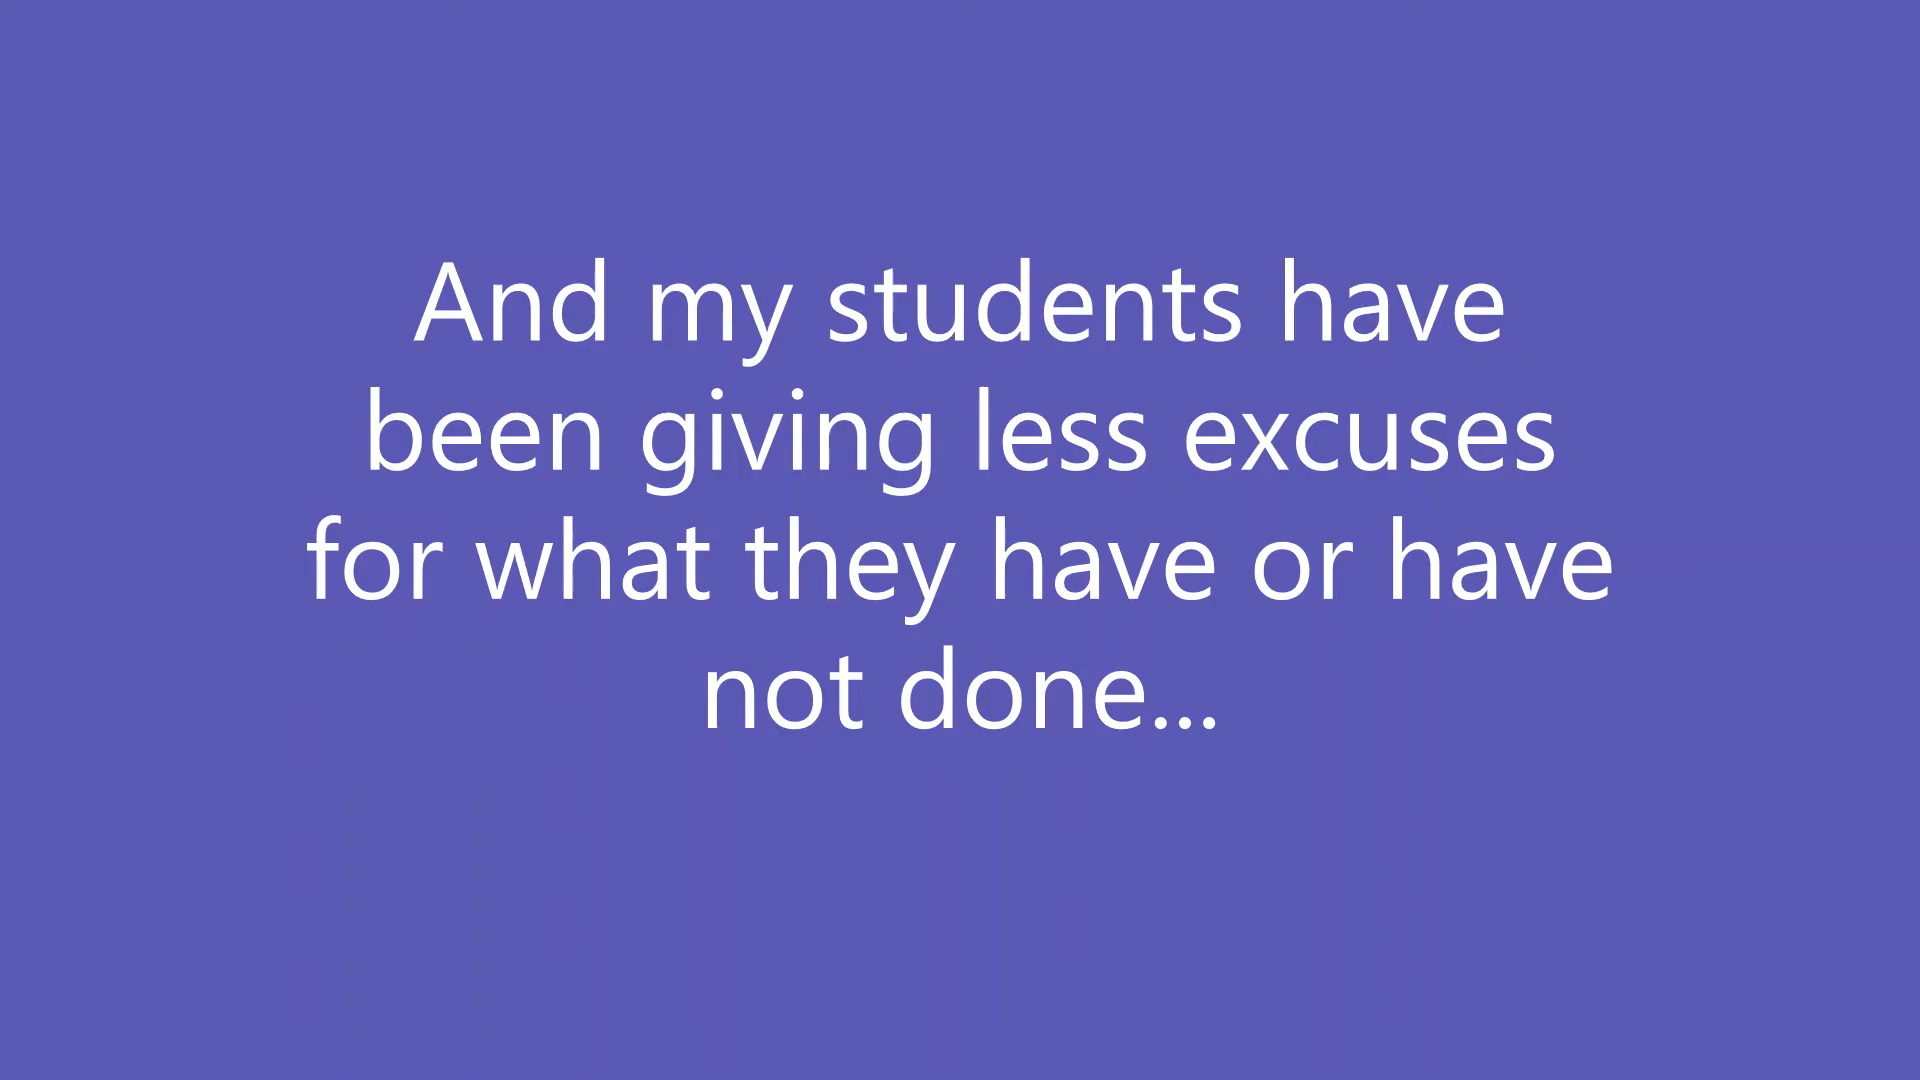 And my students have
been giving less excuses
for what they have or have
not done...